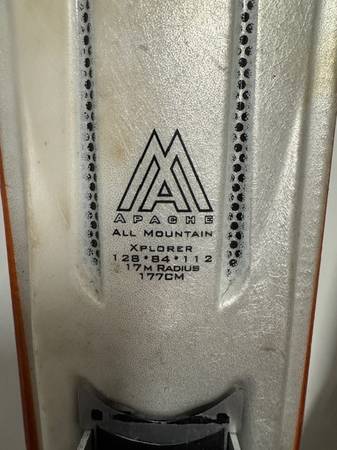 APACHE
ALL MOUNTAIN
XPLORER
128*84*112
17M RADIUS
177CM